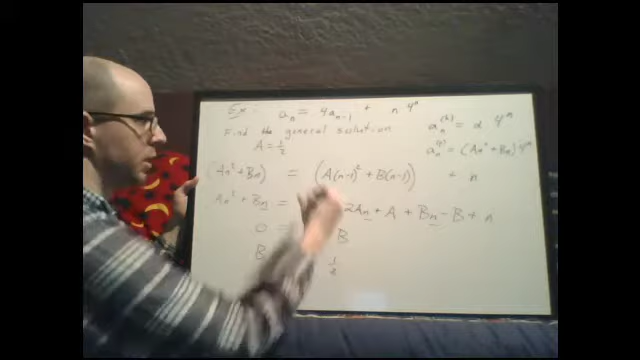 Ex: aₙ = 4aₙ₋₁ + n 4ⁿ
Find the general solution
A = 1/2
aₙ⁽ʰ⁾ = α 4ⁿ
aₙ⁽ᵖ⁾ = (An² + Bn) 4ⁿ
(An² + Bn) = (A(n-1)² + B(n-1)) + n
An² + Bn = 2An + A + Bn - B + n
0 = B
B 1/2